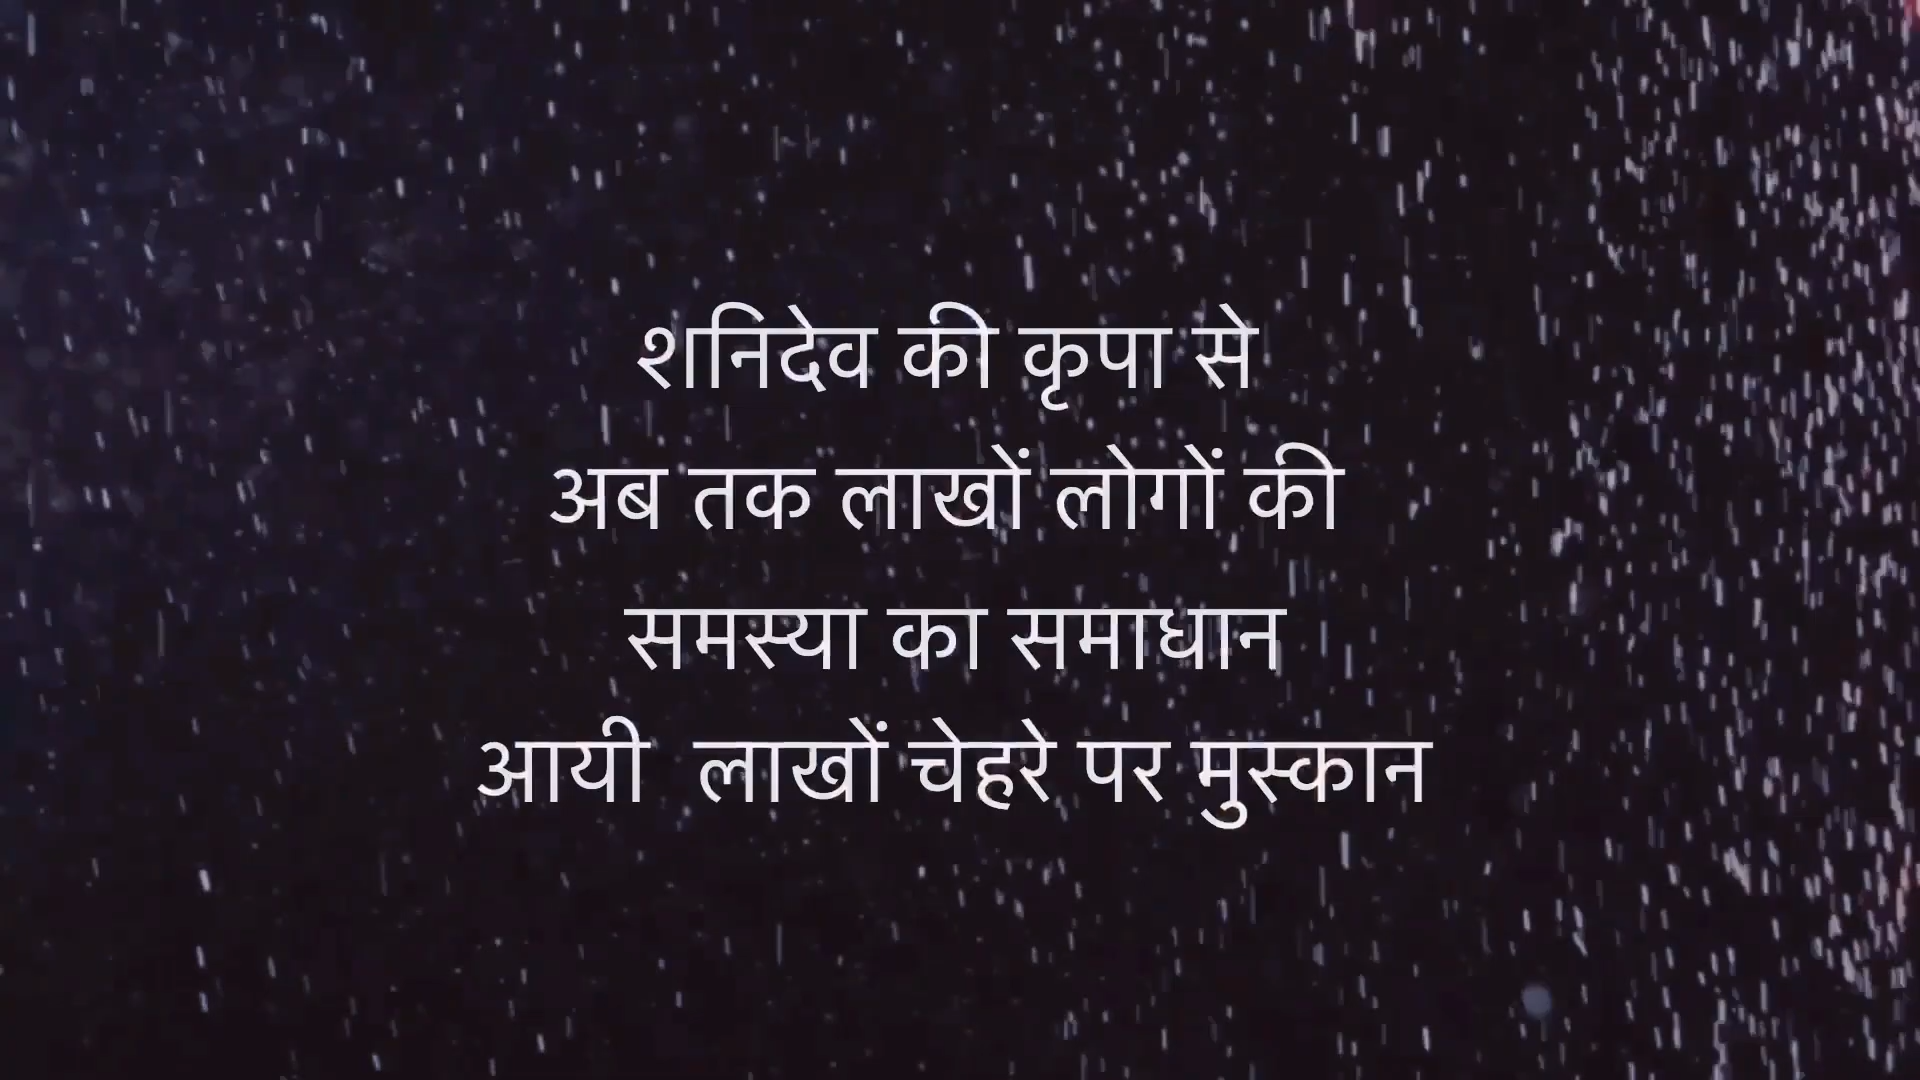 शनिदेव की कृपा से
अब तक लाखों लोगों की
समस्या का समाधान
आयी  लाखों चेहरे पर मुस्कान